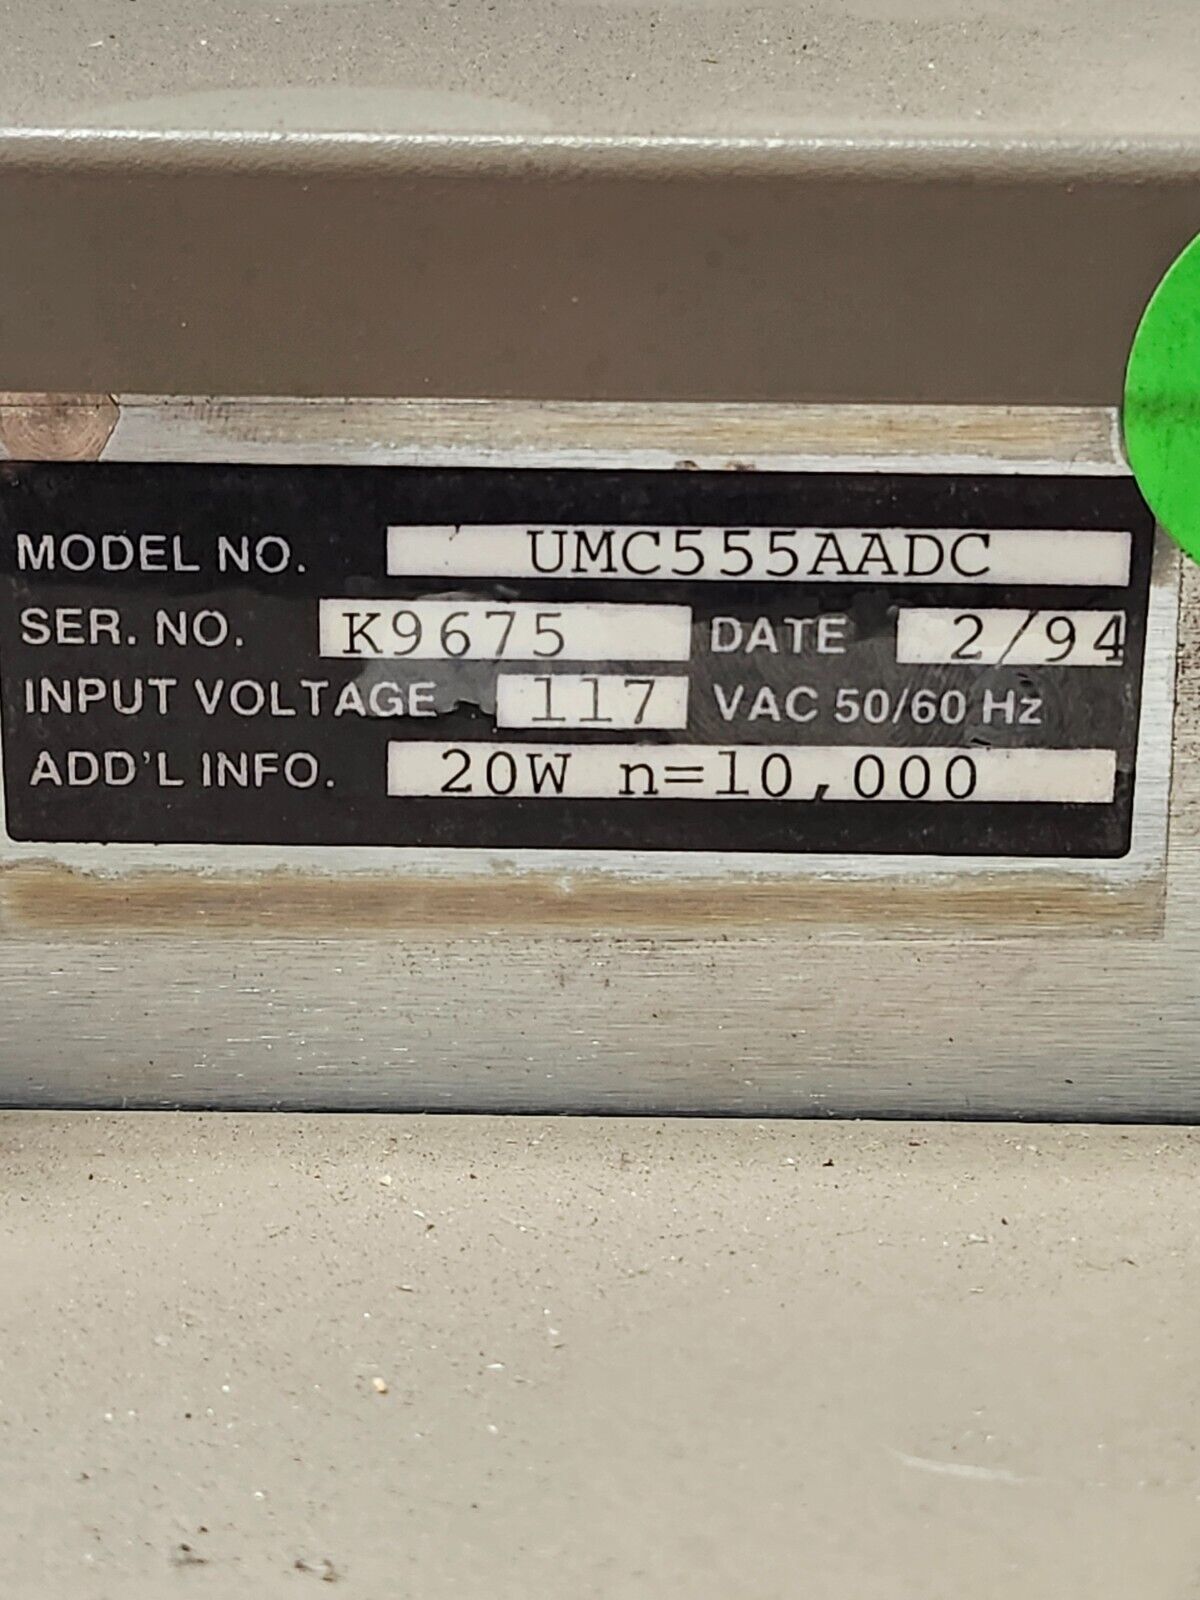 MODEL NO. UMC555AADC
SER. NO. K9675 DATE 2/94
INPUT VOLTAGE 117 VAC 50/60 Hz
ADD'L INFO. 20W n=10,000